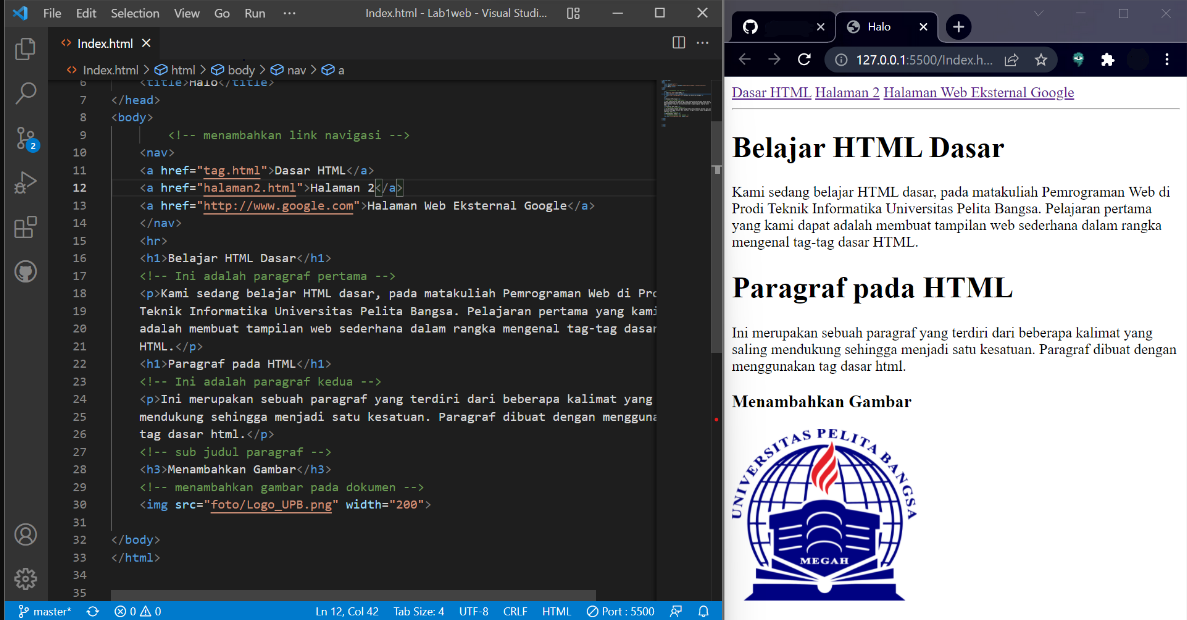 File Edit Selection View Go Run ··· Index.html - Lab1web - Visual Studi...
Index.html
Index.html > html > body > nav > a
6 <title>Halo</title>
7 </head>
8 <body>
9 <!-- menambahkan link navigasi -->
10 <nav>
11 <a href="tag.html">Dasar HTML</a>
12 <a href="halaman2.html">Halaman 2</a>
13 <a href="http://www.google.com">Halaman Web Eksternal Google</a>
14 </nav>
15 <hr>
16 <h1>Belajar HTML Dasar</h1>
17 <!-- Ini adalah paragraf pertama -->
18 <p>Kami sedang belajar HTML dasar, pada matakuliah Pemrograman Web di Pro
19 Teknik Informatika Universitas Pelita Bangsa. Pelajaran pertama yang kami
20 adalah membuat tampilan web sederhana dalam rangka mengenal tag-tag dasar
21 HTML.</p>
22 <h1>Paragraf pada HTML</h1>
23 <!-- Ini adalah paragraf kedua -->
24 <p>Ini merupakan sebuah paragraf yang terdiri dari beberapa kalimat yang
25 mendukung sehingga menjadi satu kesatuan. Paragraf dibuat dengan mengguna
26 tag dasar html.</p>
27 <!-- sub judul paragraf -->
28 <h3>Menambahkan Gambar</h3>
29 <!-- menambahkan gambar pada dokumen -->
30 <img src="foto/Logo_UPB.png" width="200">
31
32 </body>
33 </html>
34
35
2
master* 0 0 Ln 12, Col 42 Tab Size: 4 UTF-8 CRLF HTML Port : 5500
Halo
127.0.0.1:5500/Index.h...
Dasar HTML Halaman 2 Halaman Web Eksternal Google
Belajar HTML Dasar
Kami sedang belajar HTML dasar, pada matakuliah Pemrograman Web di
Prodi Teknik Informatika Universitas Pelita Bangsa. Pelajaran pertama
yang kami dapat adalah membuat tampilan web sederhana dalam rangka
mengenal tag-tag dasar HTML.
Paragraf pada HTML
Ini merupakan sebuah paragraf yang terdiri dari beberapa kalimat yang
saling mendukung sehingga menjadi satu kesatuan. Paragraf dibuat dengan
menggunakan tag dasar html.
Menambahkan Gambar
UNIVERSITAS PELITA BANGSA
MEGAH